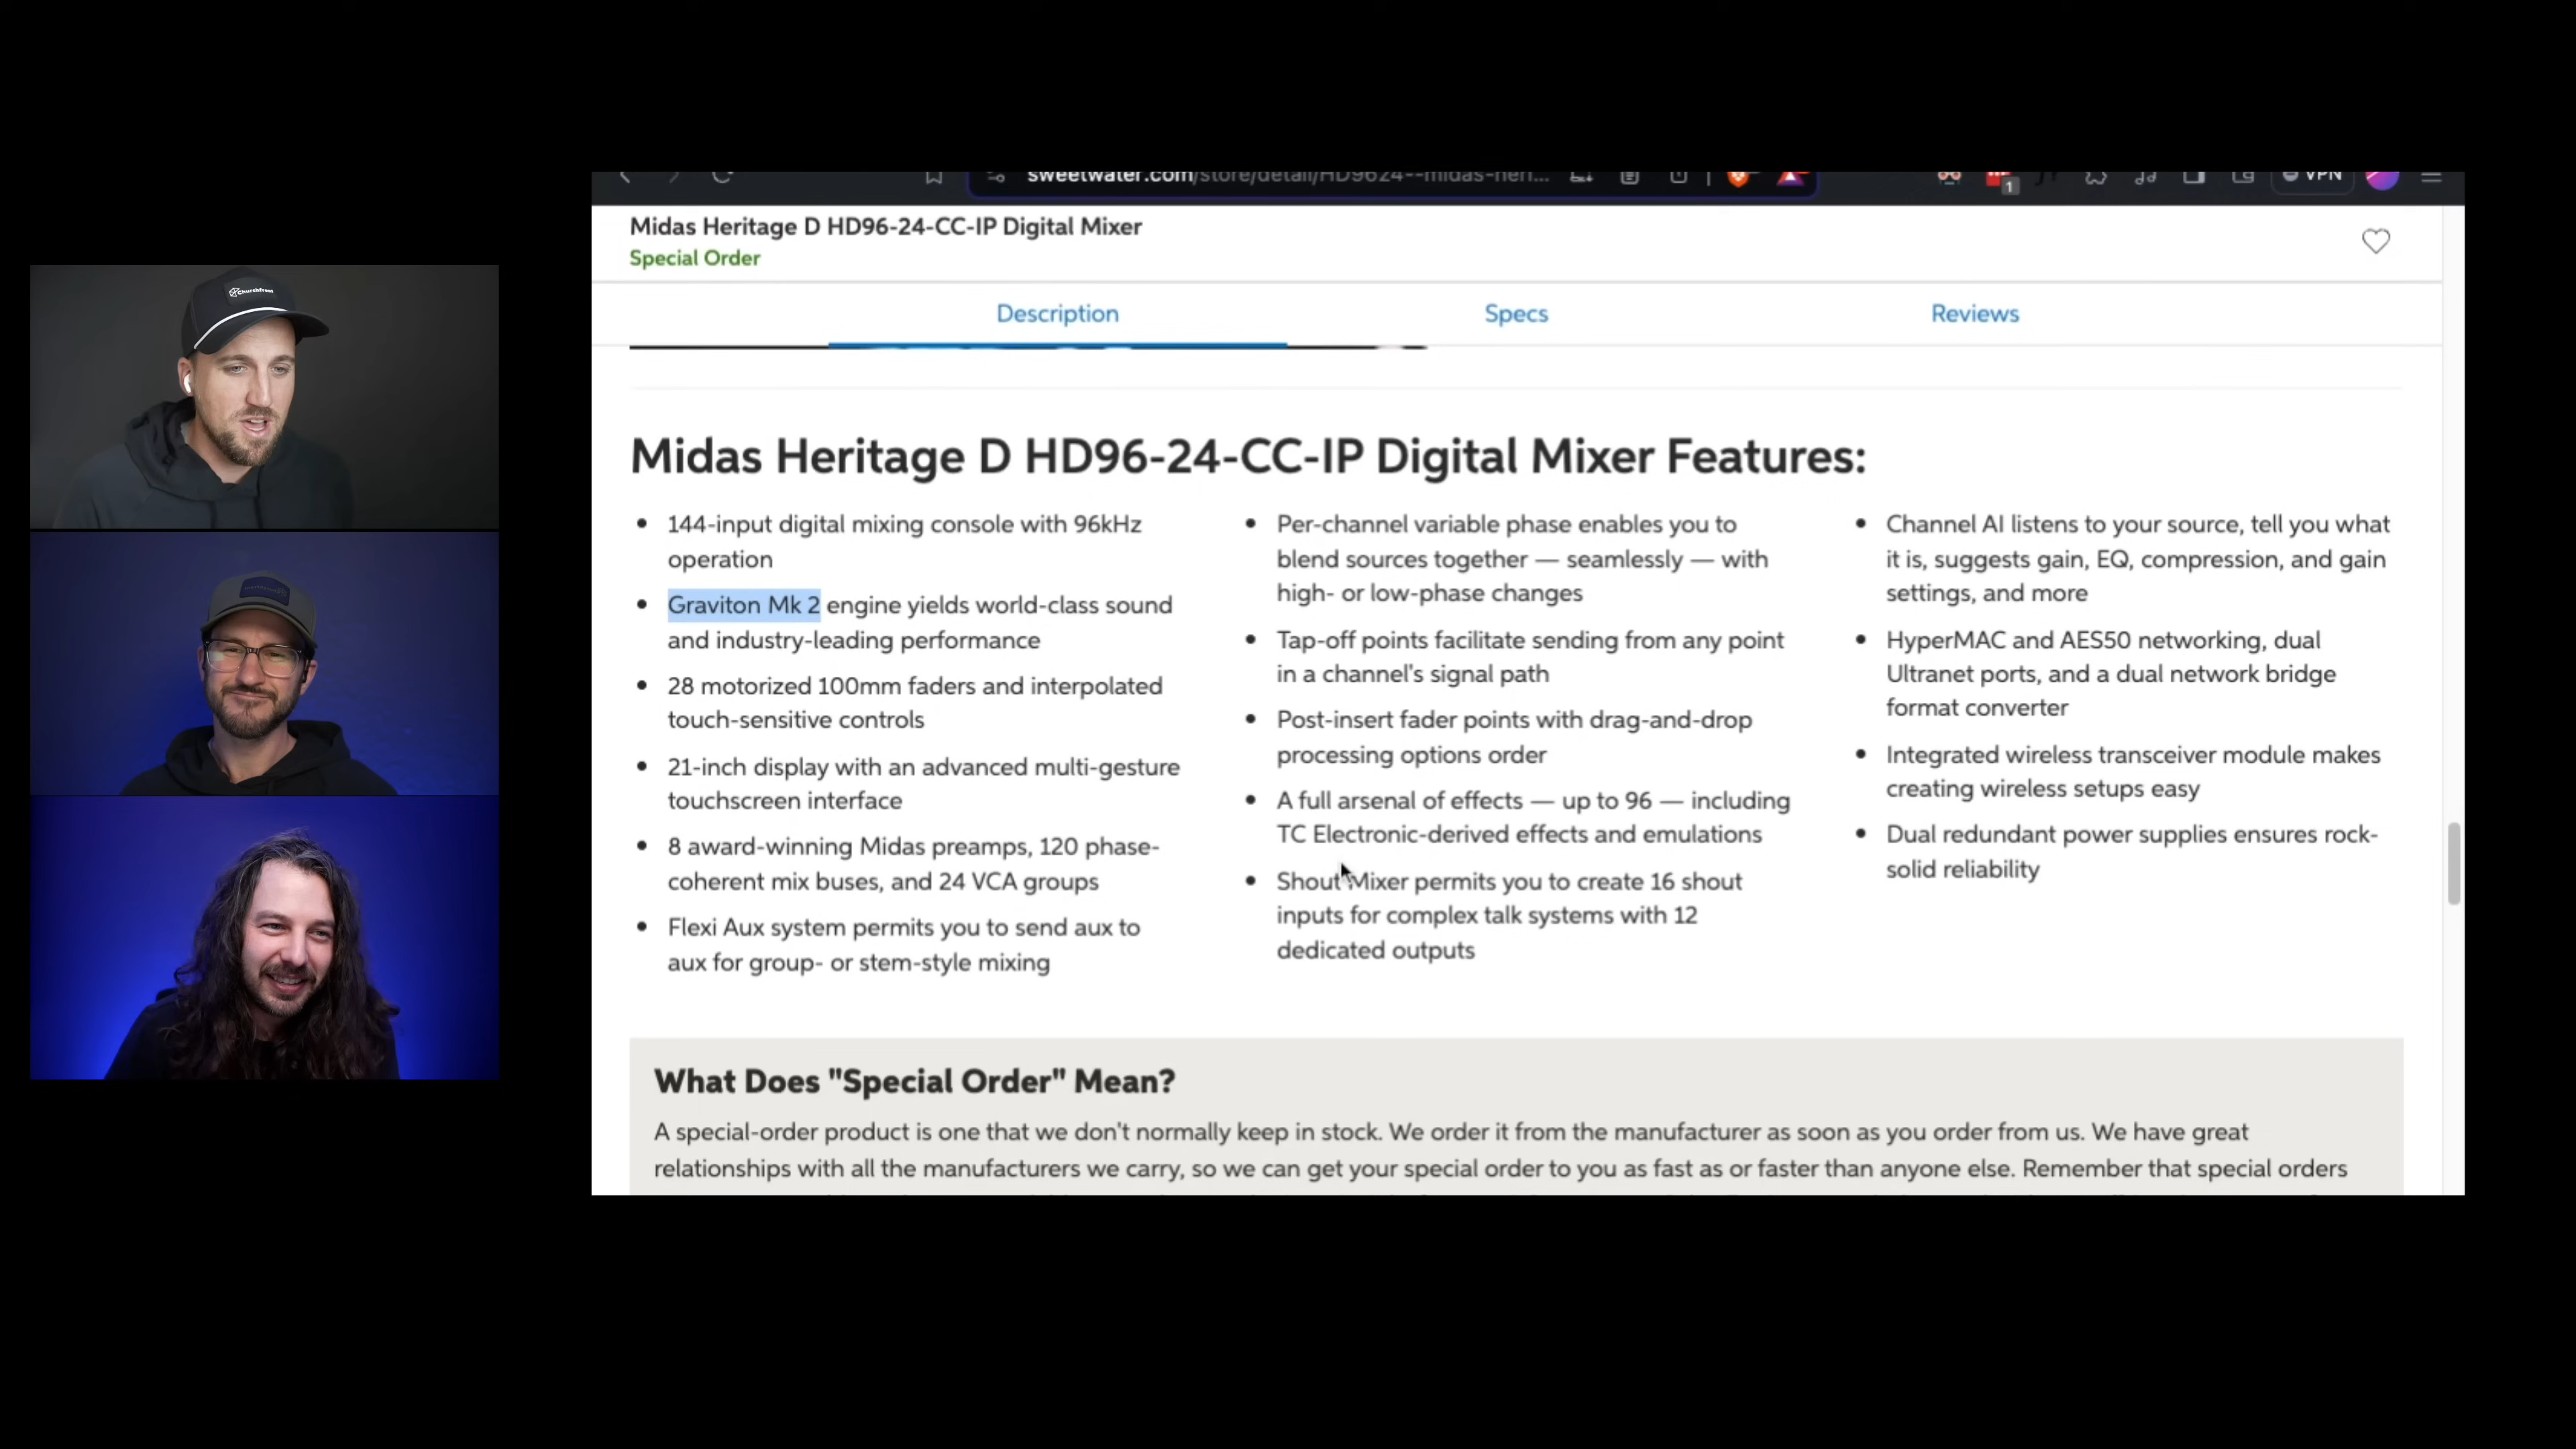 sweetwater.com/store/detail/HD9624--midas-heri...
1
VPN
Midas Heritage D HD96-24-CC-IP Digital Mixer
Special Order
Description
Specs
Reviews
Midas Heritage D HD96-24-CC-IP Digital Mixer Features:
144-input digital mixing console with 96kHz
operation
Graviton Mk 2 engine yields world-class sound
and industry-leading performance
28 motorized 100mm faders and interpolated
touch-sensitive controls
21-inch display with an advanced multi-gesture
touchscreen interface
8 award-winning Midas preamps, 120 phase-
coherent mix buses, and 24 VCA groups
Flexi Aux system permits you to send aux to
aux for group- or stem-style mixing
Per-channel variable phase enables you to
blend sources together — seamlessly — with
high- or low-phase changes
Tap-off points facilitate sending from any point
in a channel's signal path
Post-insert fader points with drag-and-drop
processing options order
A full arsenal of effects — up to 96 — including
TC Electronic-derived effects and emulations
Shout Mixer permits you to create 16 shout
inputs for complex talk systems with 12
dedicated outputs
Channel AI listens to your source, tell you what
it is, suggests gain, EQ, compression, and gain
settings, and more
HyperMAC and AES50 networking, dual
Ultranet ports, and a dual network bridge
format converter
Integrated wireless transceiver module makes
creating wireless setups easy
Dual redundant power supplies ensures rock-
solid reliability
What Does "Special Order" Mean?
A special-order product is one that we don't normally keep in stock. We order it from the manufacturer as soon as you order from us. We have great
relationships with all the manufacturers we carry, so we can get your special order to you as fast as or faster than anyone else. Remember that special orders
Churchfront